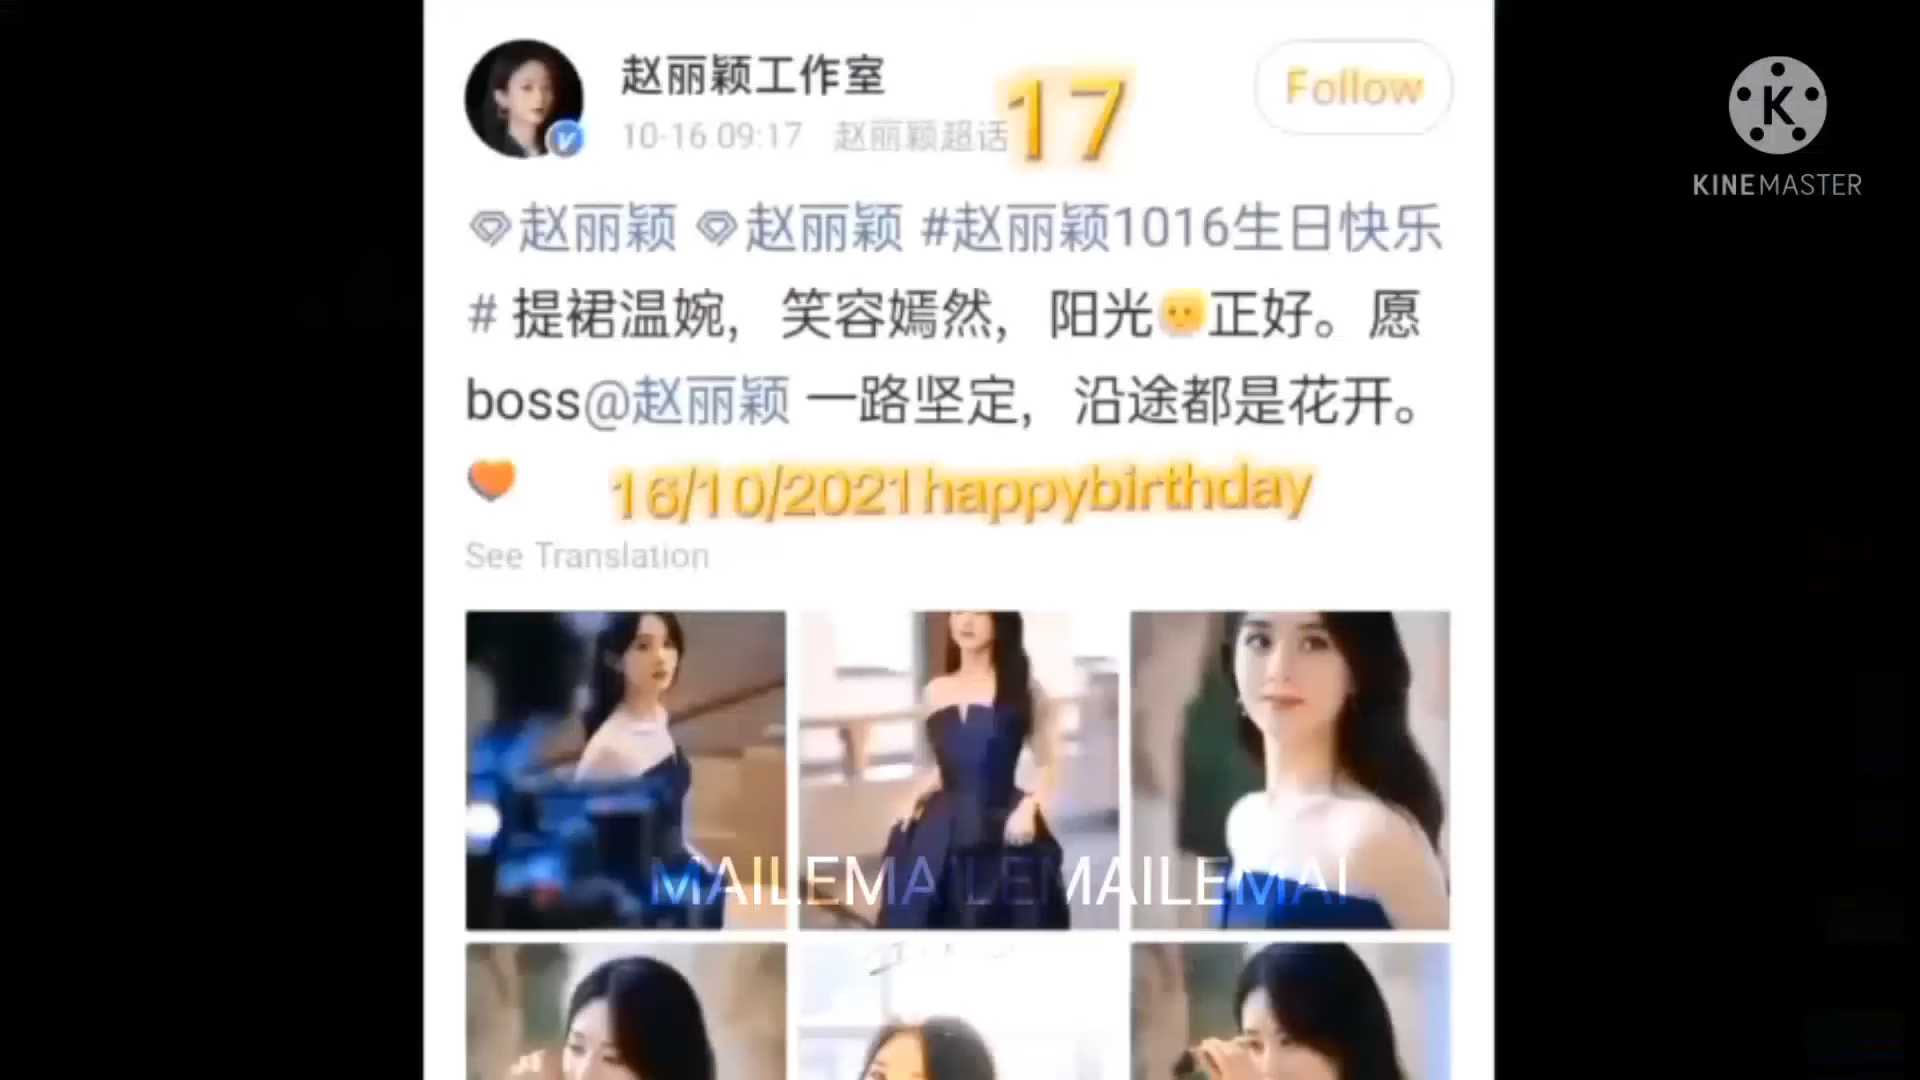 赵丽颖工作室
10-16 09:17 赵丽颖超话
17
Follow
K
KINEMASTER
赵丽颖 赵丽颖 #赵丽颖1016生日快乐
# 提裙温婉，笑容嫣然，阳光正好。愿
boss@赵丽颖 一路坚定，沿途都是花开。
16/10/2021happybirthday
See Translation
MAILEMAILEMAILEMAI